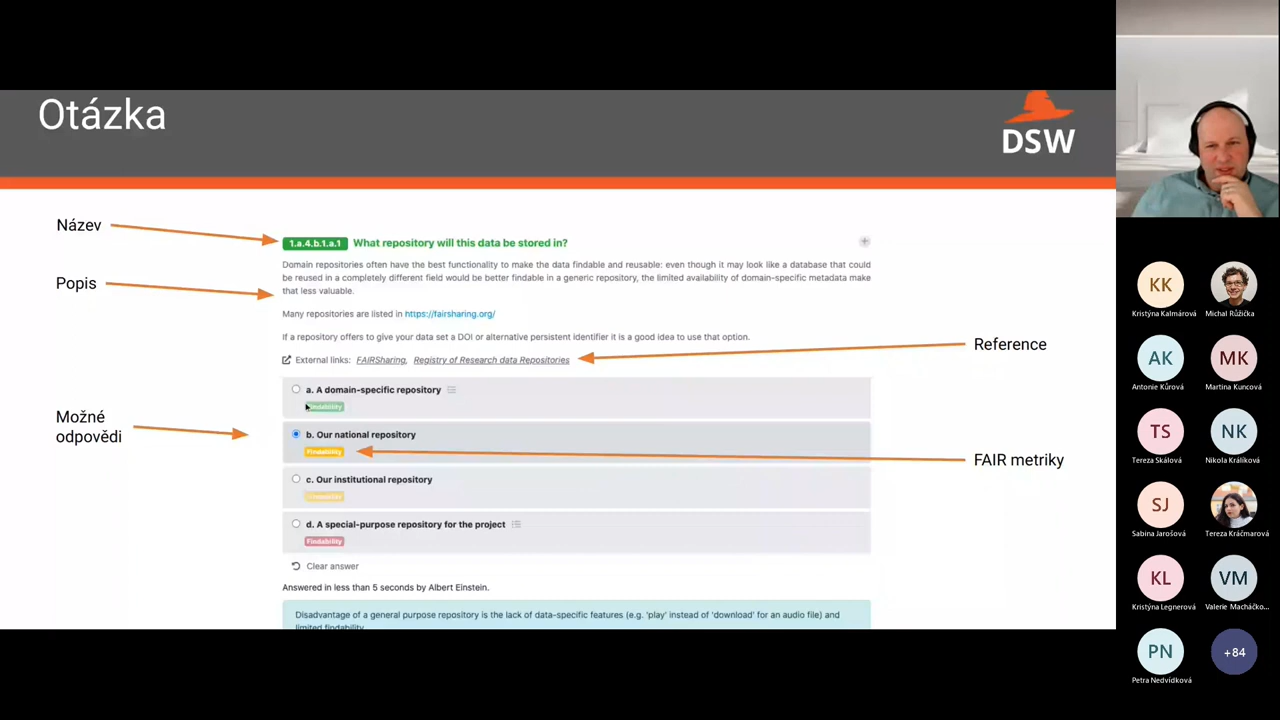 Otázka
DSW
Název
1.a.4.b.1.a.1 What repository will this data be stored in?
Popis
Domain repositories often have the best functionality to make the data findable and reusable: even though it may look like a database that could
be reused in a completely different field would be better findable in a generic repository, the limited availability of domain-specific metadata make
that less valuable.
Many repositories are listed in https://fairsharing.org/
If a repository offers to give your data set a DOI or alternative persistent identifier it is a good idea to use that option.
External links: FAIRSharing, Registry of Research data Repositories
Reference
Možné
odpovědi
a. A domain-specific repository
Findability
b. Our national repository
Findability
FAIR metriky
c. Our institutional repository
Findability
d. A special-purpose repository for the project
Findability
Clear answer
Answered in less than 5 seconds by Albert Einstein.
Disadvantage of a general purpose repository is the lack of data-specific features (e.g. 'play' instead of 'download' for an audio file) and
limited findability.
KK
Kristýna Kalmárová
Michal Růžička
AK
Antonie Kůrová
MK
Martina Kuncová
TS
Tereza Skálová
NK
Nikola Králíková
SJ
Sabina Jarošová
Tereza Kráčmarová
KL
Kristýna Legnerová
VM
Valerie Macháčko...
PN
Petra Nedvídková
+84